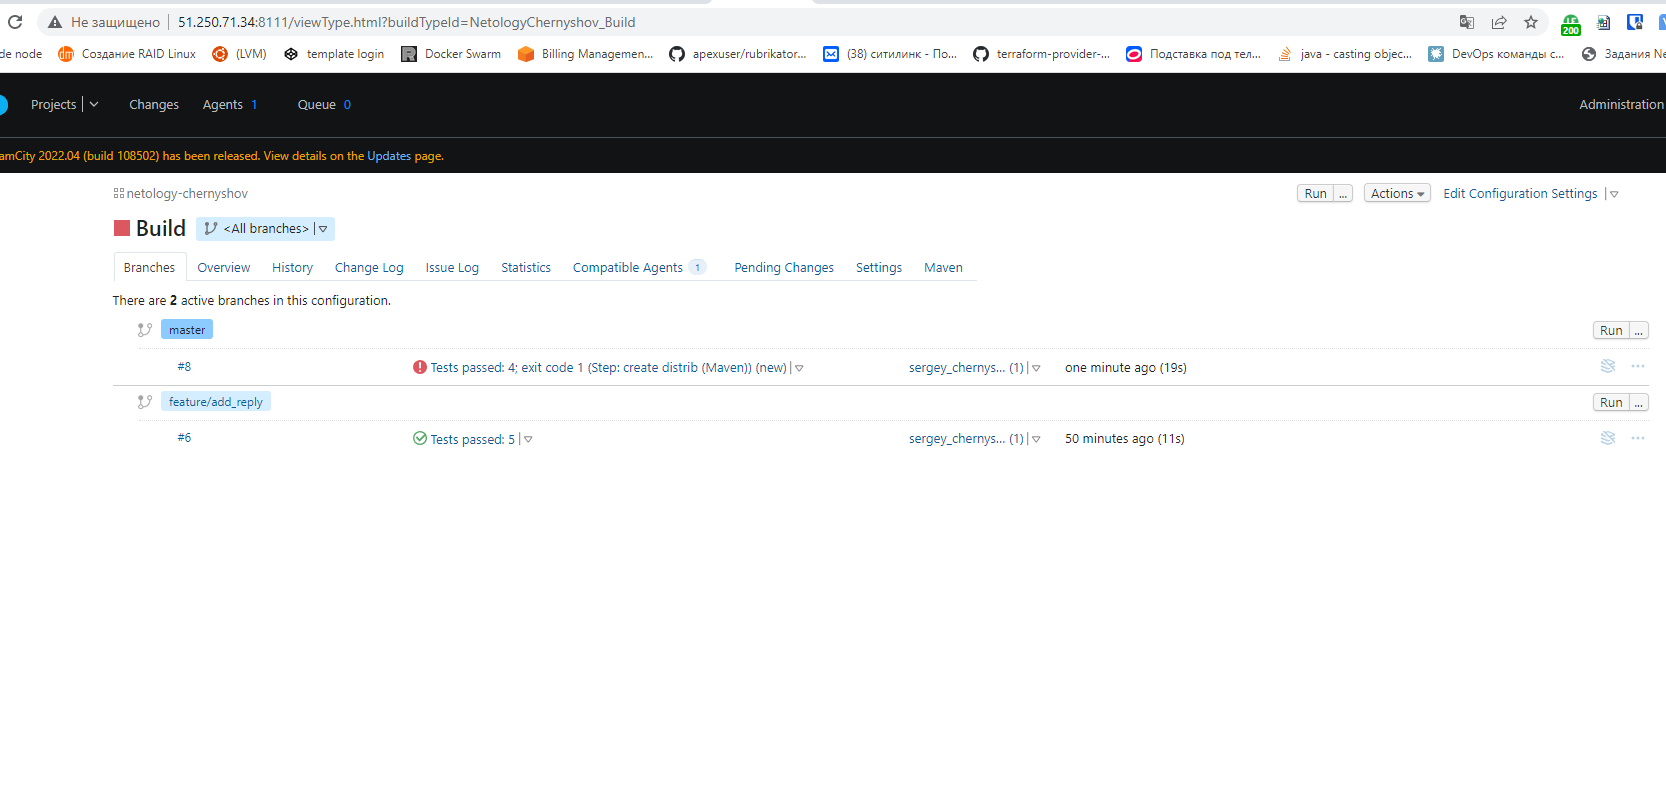 Не защищено 51.250.71.34:8111/viewType.html?buildTypeId=NetologyChernyshov_Build 200
de node Создание RAID Linux (LVM) template login Docker Swarm Billing Managemen... apexuser/rubrikator... (38) ситилинк - По... terraform-provider-... Подставка под тел... java - casting objec... DevOps команды с... Задания Ne
Projects Changes Agents 1 Queue 0 Administration
amCity 2022.04 (build 108502) has been released. View details on the Updates page.
netology-chernyshov Run ... Actions Edit Configuration Settings
Build <All branches>
Branches Overview History Change Log Issue Log Statistics Compatible Agents 1 Pending Changes Settings Maven
There are 2 active branches in this configuration.
master Run ...
#8 Tests passed: 4; exit code 1 (Step: create distrib (Maven)) (new) sergey_chernys... (1) one minute ago (19s)
feature/add_reply Run ...
#6 Tests passed: 5 sergey_chernys... (1) 50 minutes ago (11s)